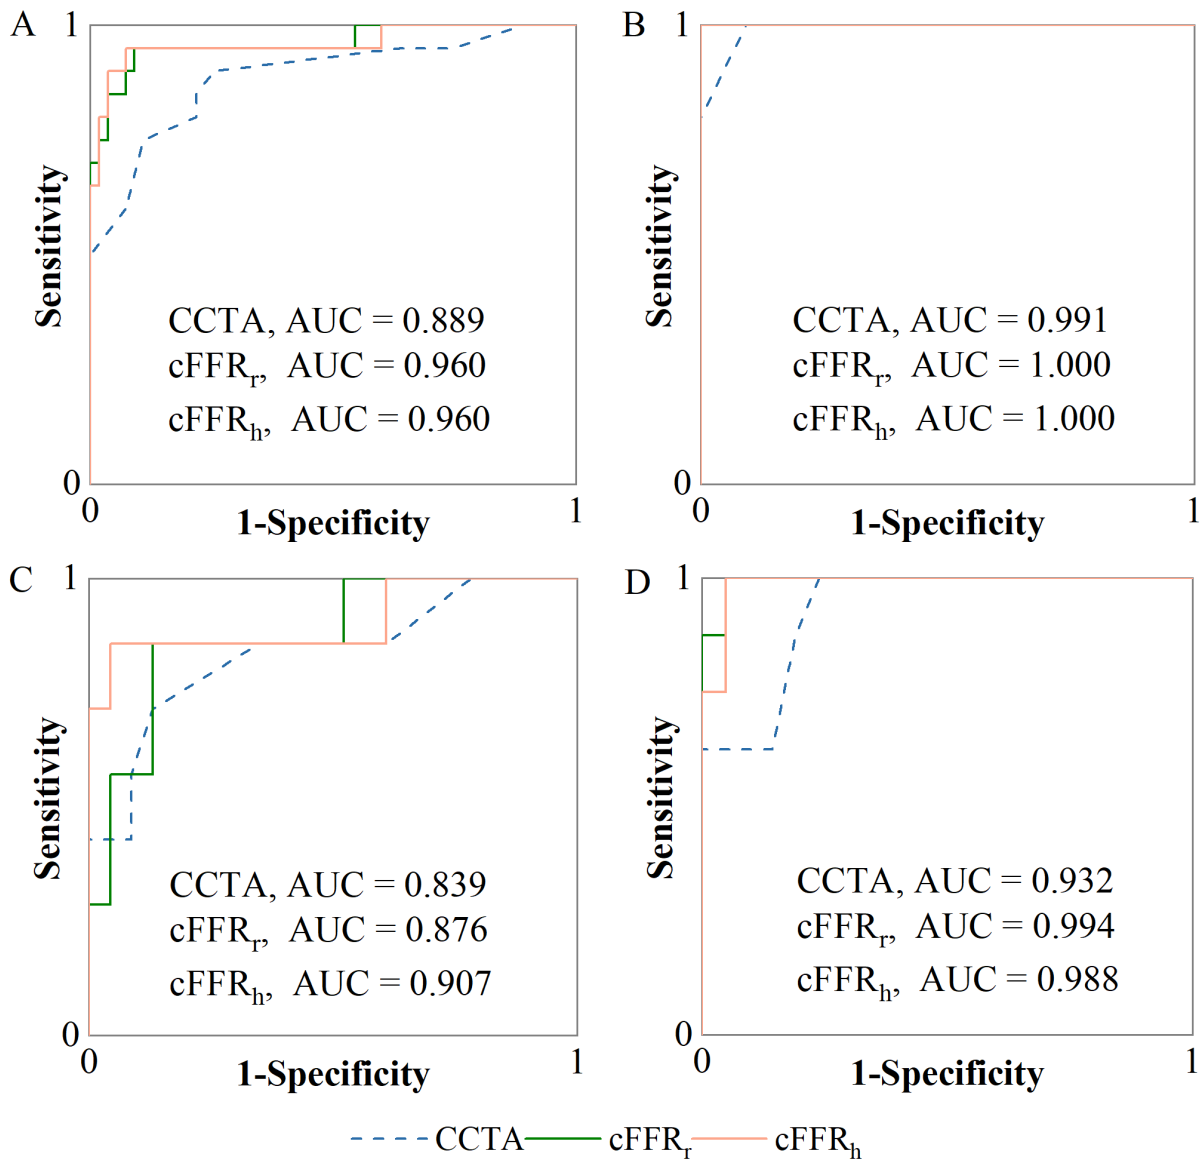 A
1
Sensitivity
CCTA, AUC = 0.889
cFFRr, AUC = 0.960
cFFRh, AUC = 0.960
0
0
1-Specificity
1
B
1
Sensitivity
CCTA, AUC = 0.991
cFFRr, AUC = 1.000
cFFRh, AUC = 1.000
0
0
1-Specificity
1
C
1
Sensitivity
CCTA, AUC = 0.839
cFFRr, AUC = 0.876
cFFRh, AUC = 0.907
0
0
1-Specificity
1
D
1
Sensitivity
CCTA, AUC = 0.932
cFFRr, AUC = 0.994
cFFRh, AUC = 0.988
0
0
1-Specificity
1
CCTA cFFRr cFFRh